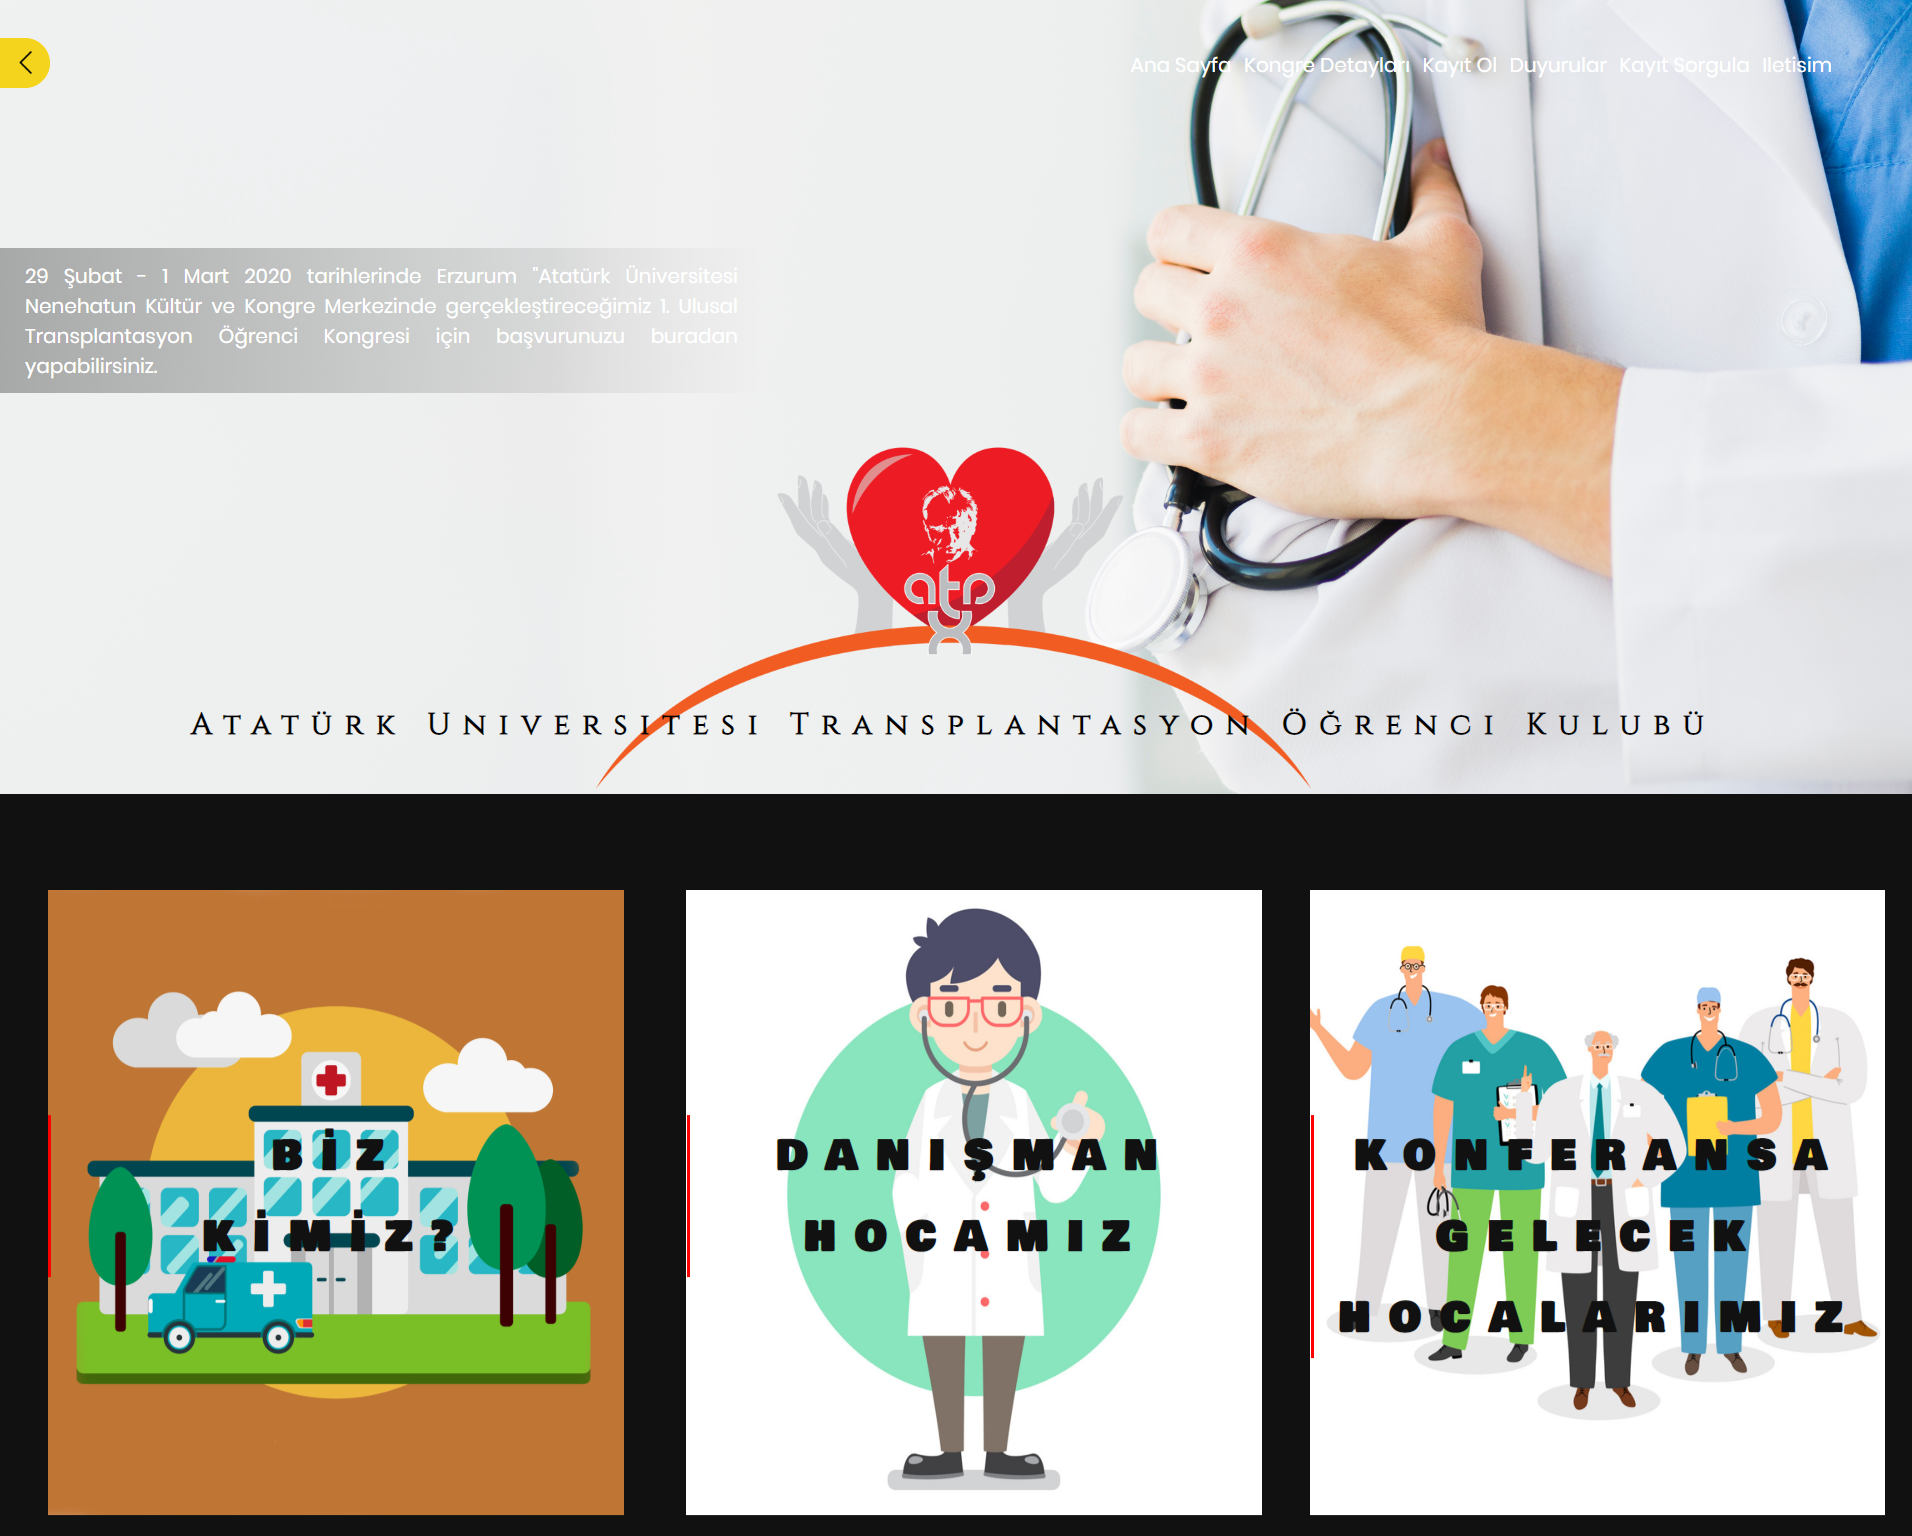 Ana Sayfa Kongre Detayları Kayıt Ol Duyurular Kayıt Sorgula Iletisim
29 Şubat - 1 Mart 2020 tarihlerinde Erzurum "Atatürk Üniversitesi
Nenehatun Kültür ve Kongre Merkezinde gerçekleştireceğimiz 1. Ulusal
Transplantasyon Öğrenci Kongresi için başvurunuzu buradan
yapabilirsiniz.
atp
x
Atatürk Universitesi Transplantasyon Öğrenci Kulubü
BİZ
KİMİZ?
DANIŞMAN
HOCAMIZ
KONFERANSA
GELECEK
HOCALARIMIZ